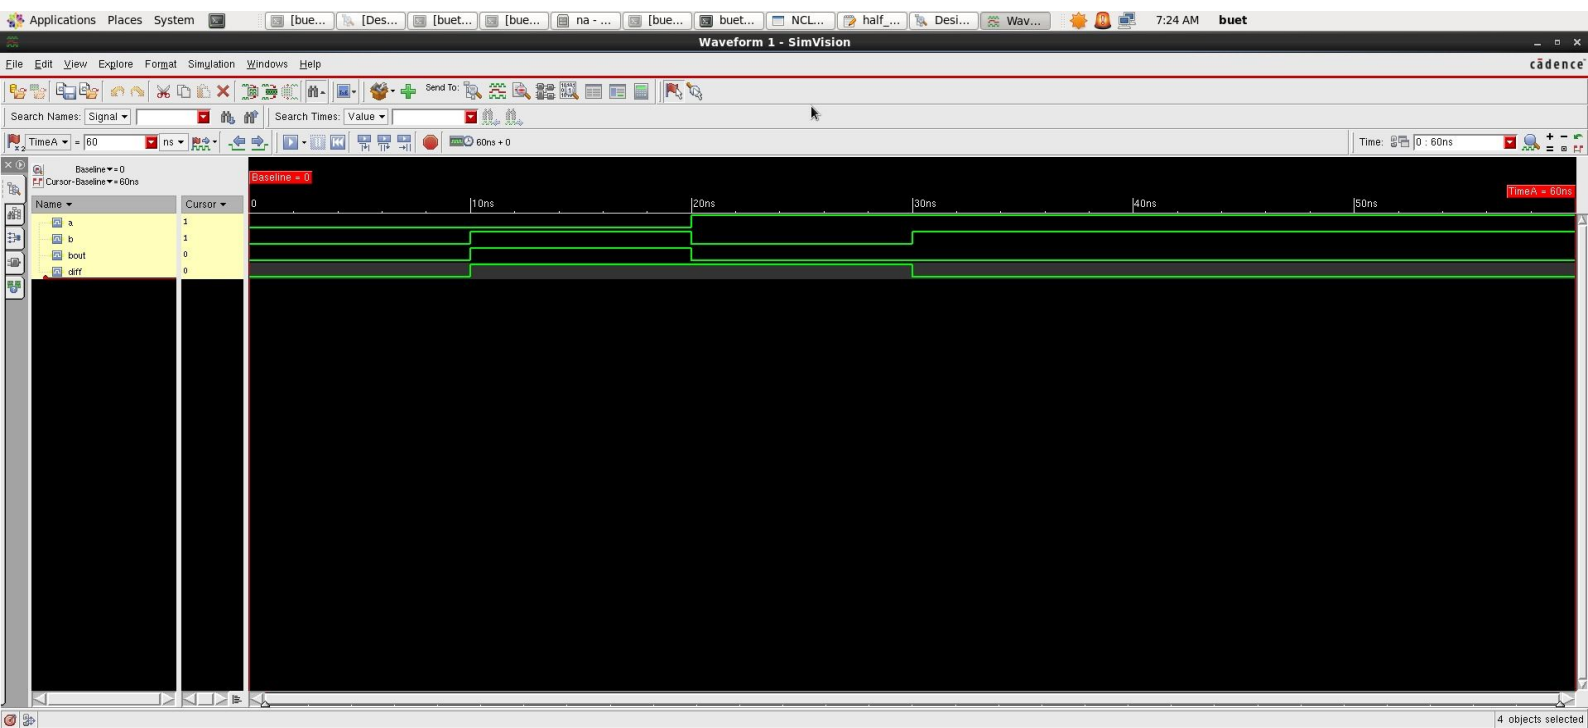 Applications Places System [bue... [Des... [buet... [bue... na - ... [bue... buet... NCL... half_... Desi... Wav... 7:24 AM buet
Waveform 1 - SimVision
File Edit View Explore Format Simulation Windows Help cādence
Send To:
Search Names: Signal Search Times: Value
TimeA = 60 ns 60ns + 0 Time: 0 : 60ns
Baseline = 0
Cursor-Baseline = 60ns
Baseline = 0
TimeA = 60ns
Name Cursor 0 10ns 20ns 30ns 40ns 50ns
a 1
b 1
bout 0
diff 0
4 objects selected